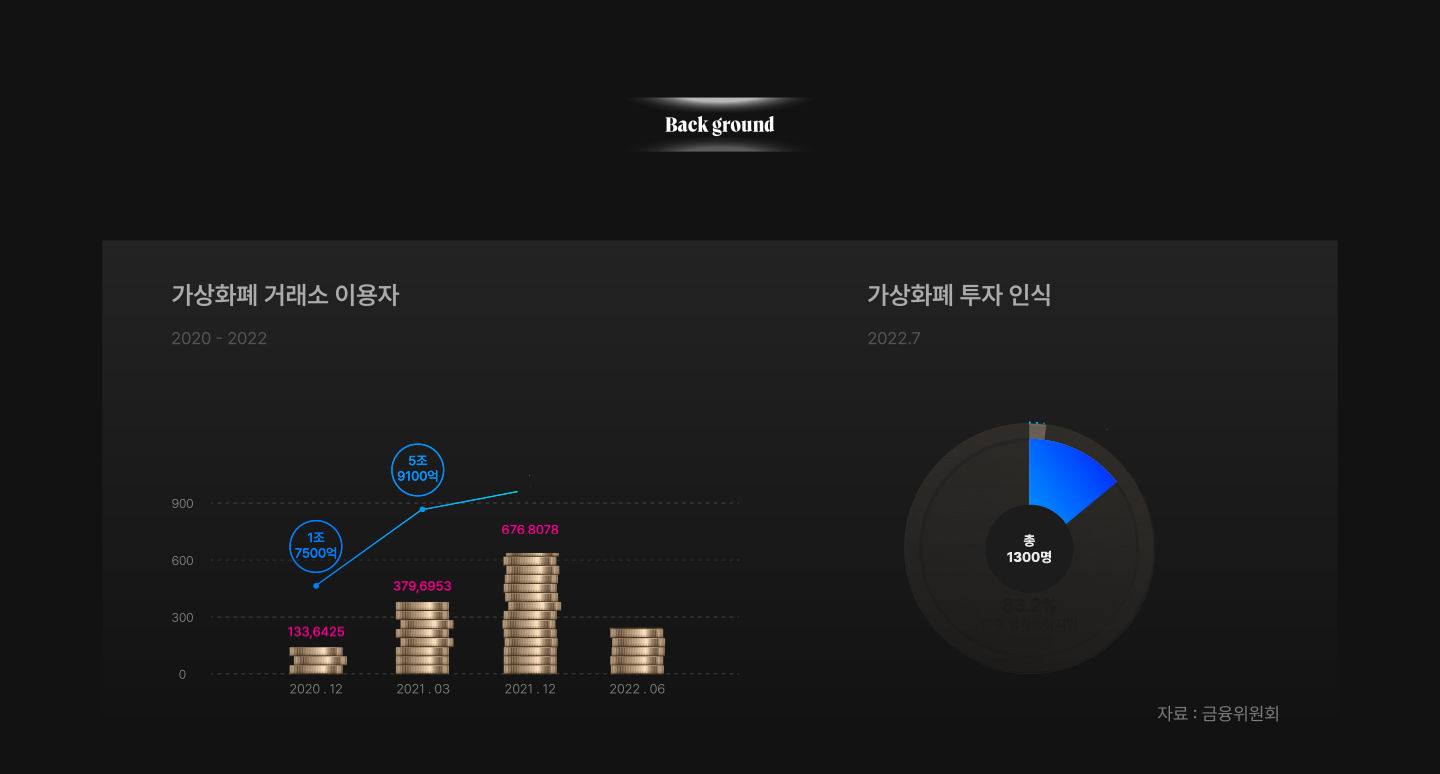 Back ground
가상화폐 거래소 이용자
2020 - 2022
5조
9100억
1조
7500억
900
600
300
0
133,6425
379,6953
676.8078
2020 . 12
2021 . 03
2021 . 12
2022 . 06
가상화폐 투자 인식
2022.7
총
1300명
83.2%
자료 : 금융위원회